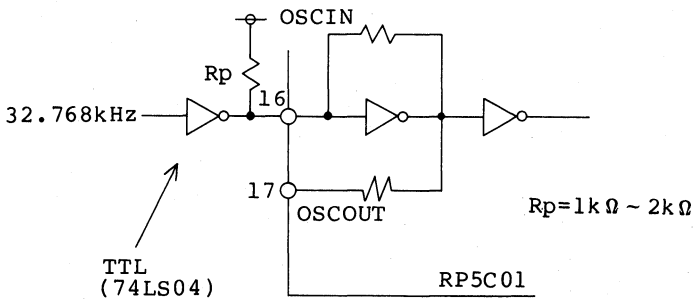 OSCIN
Rp
16
32.768kHz
17
OSCOUT
Rp=1kΩ ~ 2kΩ
TTL
(74LS04)
RP5C01